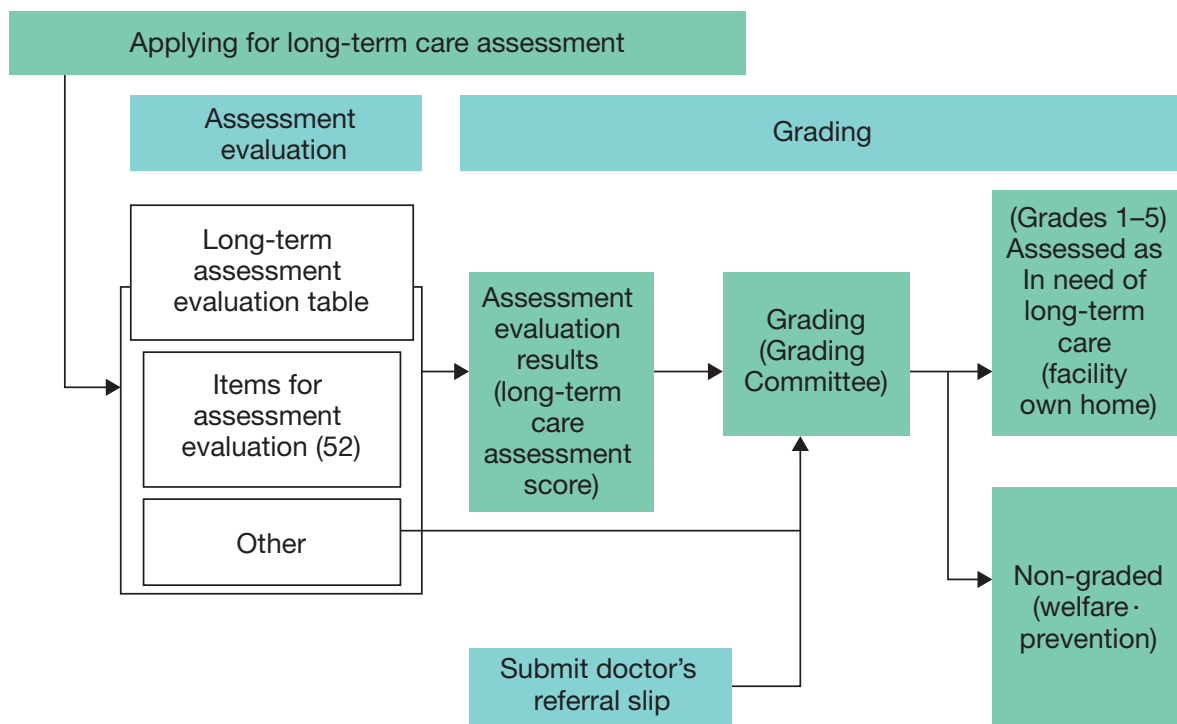 Applying for long-term care assessment
Assessment
evaluation
Grading
Long-term
assessment
evaluation table
Items for
assessment
evaluation (52)
Other
Assessment
evaluation
results
(long-term
care
assessment
score)
Grading
(Grading
Committee)
(Grades 1–5)
Assessed as
In need of
long-term
care
(facility
own home)
Non-graded
(welfare·
prevention)
Submit doctor’s
referral slip